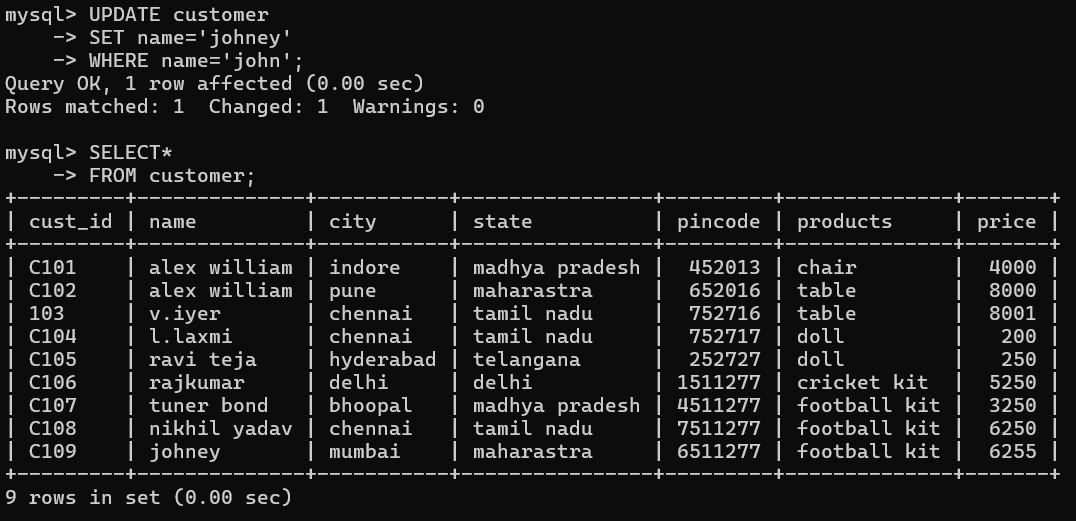 mysql> UPDATE customer
    -> SET name='johney'
    -> WHERE name='john';
Query OK, 1 row affected (0.00 sec)
Rows matched: 1  Changed: 1  Warnings: 0

mysql> SELECT*
    -> FROM customer;
+---------+--------------+-----------+----------------+---------+--------------+-------+
| cust_id | name         | city      | state          | pincode | products     | price |
+---------+--------------+-----------+----------------+---------+--------------+-------+
| C101    | alex william | indore    | madhya pradesh |  452013 | chair        |  4000 |
| C102    | alex william | pune      | maharastra     |  652016 | table        |  8000 |
| 103     | v.iyer       | chennai   | tamil nadu     |  752716 | table        |  8001 |
| C104    | l.laxmi      | chennai   | tamil nadu     |  752717 | doll         |   200 |
| C105    | ravi teja    | hyderabad | telangana      |  252727 | doll         |   250 |
| C106    | rajkumar     | delhi     | delhi          | 1511277 | cricket kit  |  5250 |
| C107    | tuner bond   | bhoopal   | madhya pradesh | 4511277 | football kit |  3250 |
| C108    | nikhil yadav | chennai   | tamil nadu     | 7511277 | football kit |  6250 |
| C109    | johney       | mumbai    | maharastra     | 6511277 | football kit |  6255 |
+---------+--------------+-----------+----------------+---------+--------------+-------+
9 rows in set (0.00 sec)